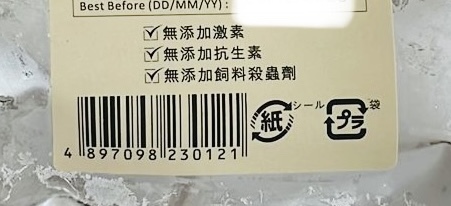 Best Before (DD/MM/YY) :
無添加激素
無添加抗生素
無添加飼料殺蟲劑
紙 シール
プラ 袋
4 897098 230121